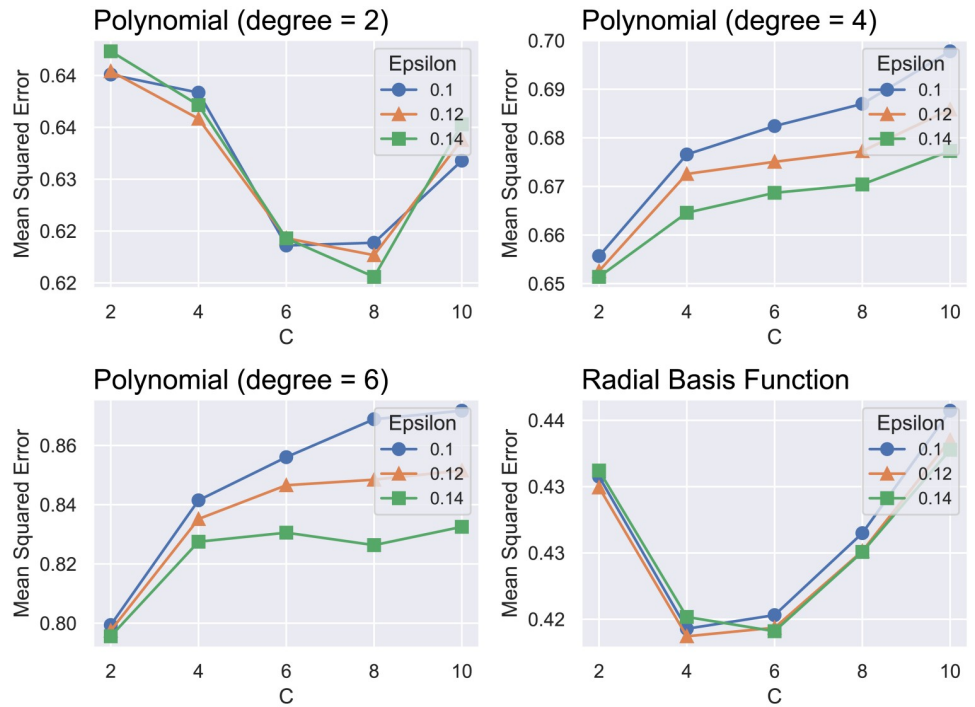 Polynomial (degree = 2)
Mean Squared Error
0.64
0.64
0.63
0.62
0.62
2 4 6 8 10
C
Epsilon
0.1
0.12
0.14
Polynomial (degree = 4)
Mean Squared Error
0.70
0.69
0.68
0.67
0.66
0.65
2 4 6 8 10
C
Epsilon
0.1
0.12
0.14
Polynomial (degree = 6)
Mean Squared Error
0.86
0.84
0.82
0.80
2 4 6 8 10
C
Epsilon
0.1
0.12
0.14
Radial Basis Function
Mean Squared Error
0.44
0.43
0.43
0.42
2 4 6 8 10
C
Epsilon
0.1
0.12
0.14